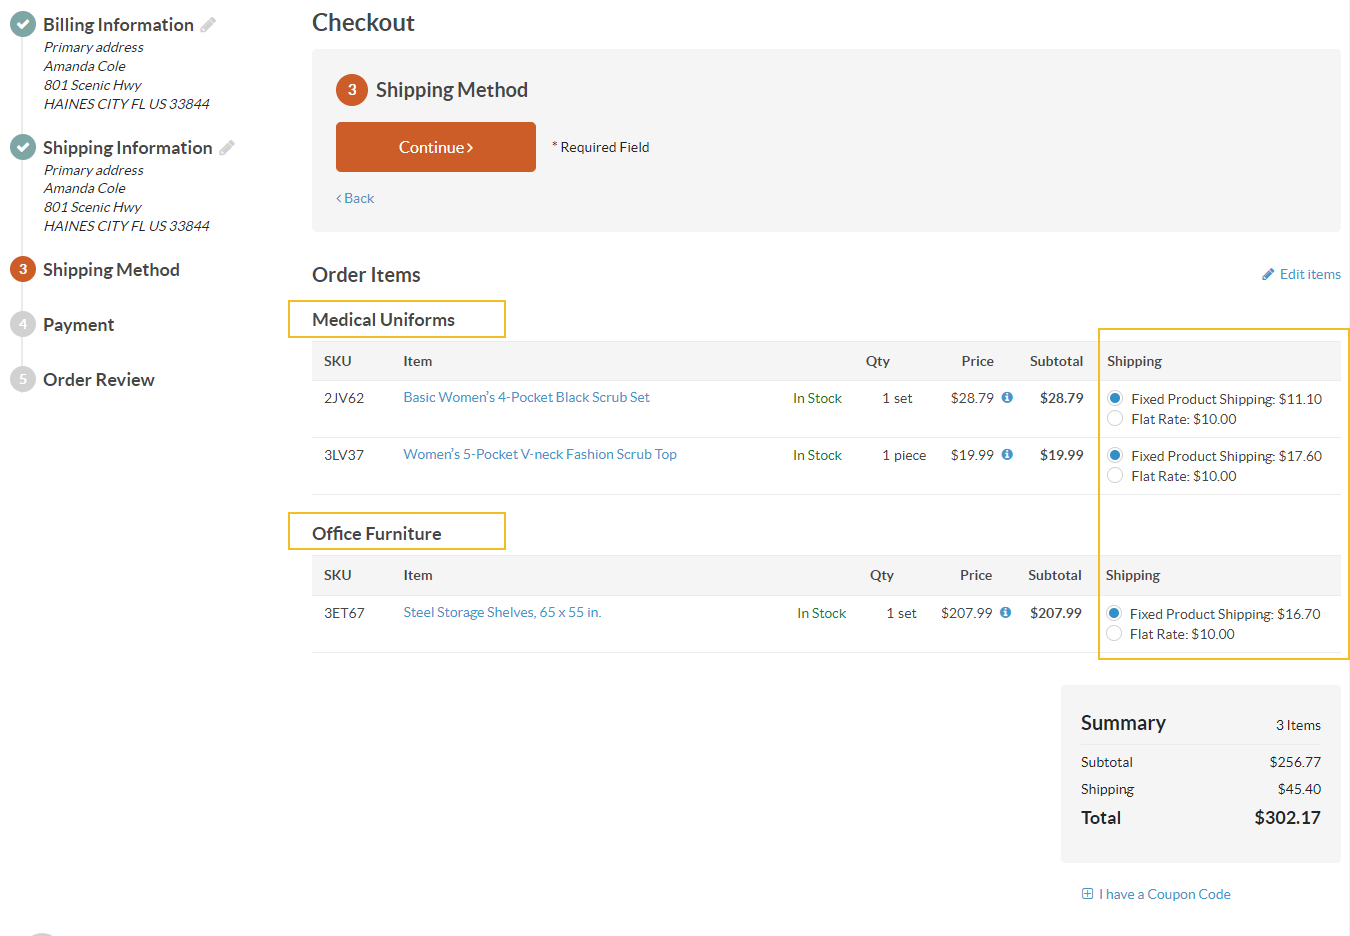 Billing Information
Primary address
Amanda Cole
801 Scenic Hwy
HAINES CITY FL US 33844
Shipping Information
Primary address
Amanda Cole
801 Scenic Hwy
HAINES CITY FL US 33844
3 Shipping Method
4 Payment
5 Order Review
Checkout
3 Shipping Method
Continue ›
* Required Field
‹ Back
Order Items
Edit items
Medical Uniforms
SKU Item Qty Price Subtotal Shipping
2JV62 Basic Women's 4-Pocket Black Scrub Set In Stock 1 set $28.79 $28.79 Fixed Product Shipping: $11.10
Flat Rate: $10.00
3LV37 Women's 5-Pocket V-neck Fashion Scrub Top In Stock 1 piece $19.99 $19.99 Fixed Product Shipping: $17.60
Flat Rate: $10.00
Office Furniture
SKU Item Qty Price Subtotal Shipping
3ET67 Steel Storage Shelves, 65 x 55 in. In Stock 1 set $207.99 $207.99 Fixed Product Shipping: $16.70
Flat Rate: $10.00
Summary 3 Items
Subtotal $256.77
Shipping $45.40
Total $302.17
I have a Coupon Code